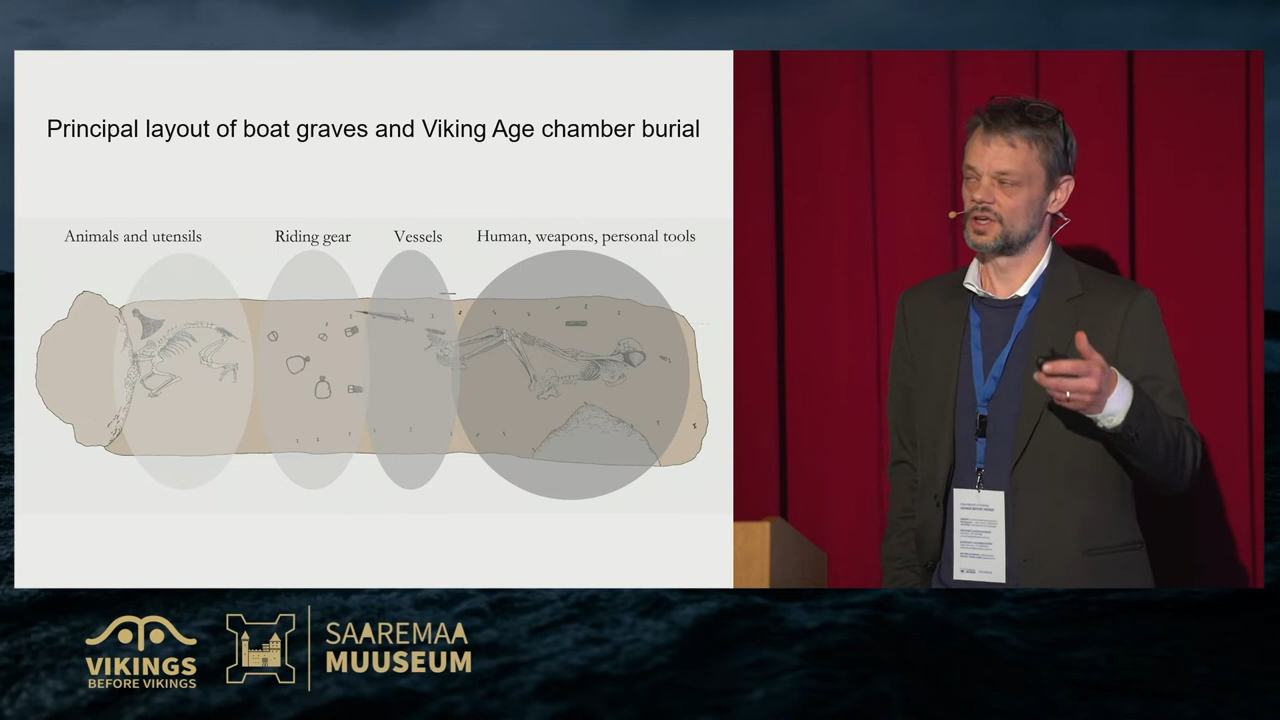 Principal layout of boat graves and Viking Age chamber burial
Animals and utensils
Riding gear
Vessels
Human, weapons, personal tools
VIKINGS
BEFORE VIKINGS
SAAREMAA
MUUSEUM